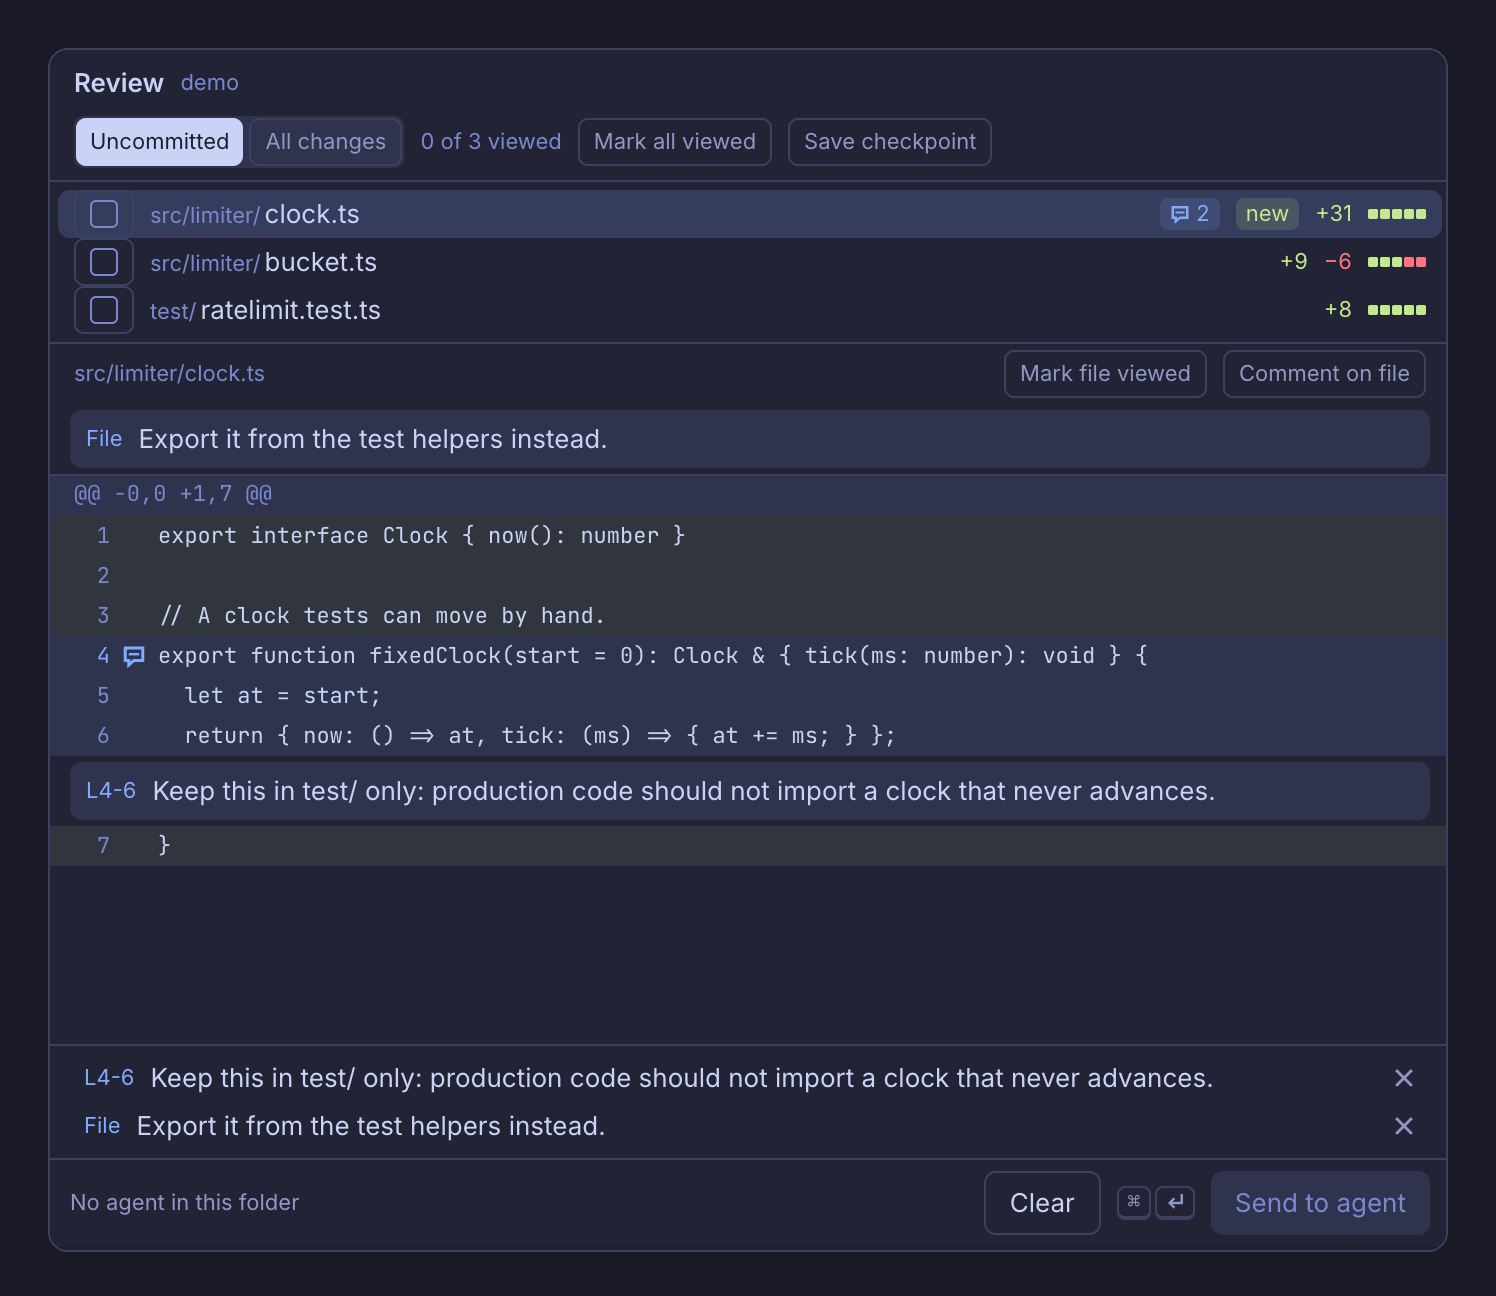 Review demo
Uncommitted All changes 0 of 3 viewed Mark all viewed Save checkpoint
src/limiter/clock.ts 2 new +31
src/limiter/bucket.ts +9 −6
test/ratelimit.test.ts +8
src/limiter/clock.ts Mark file viewed Comment on file
File Export it from the test helpers instead.
@@ -0,0 +1,7 @@
1 export interface Clock { now(): number }
2
3 // A clock tests can move by hand.
4 export function fixedClock(start = 0): Clock & { tick(ms: number): void } {
5 let at = start;
6 return { now: () => at, tick: (ms) => { at += ms; } };
L4-6 Keep this in test/ only: production code should not import a clock that never advances.
7 }
L4-6 Keep this in test/ only: production code should not import a clock that never advances.
File Export it from the test helpers instead.
No agent in this folder Clear ⌘ ↵ Send to agent